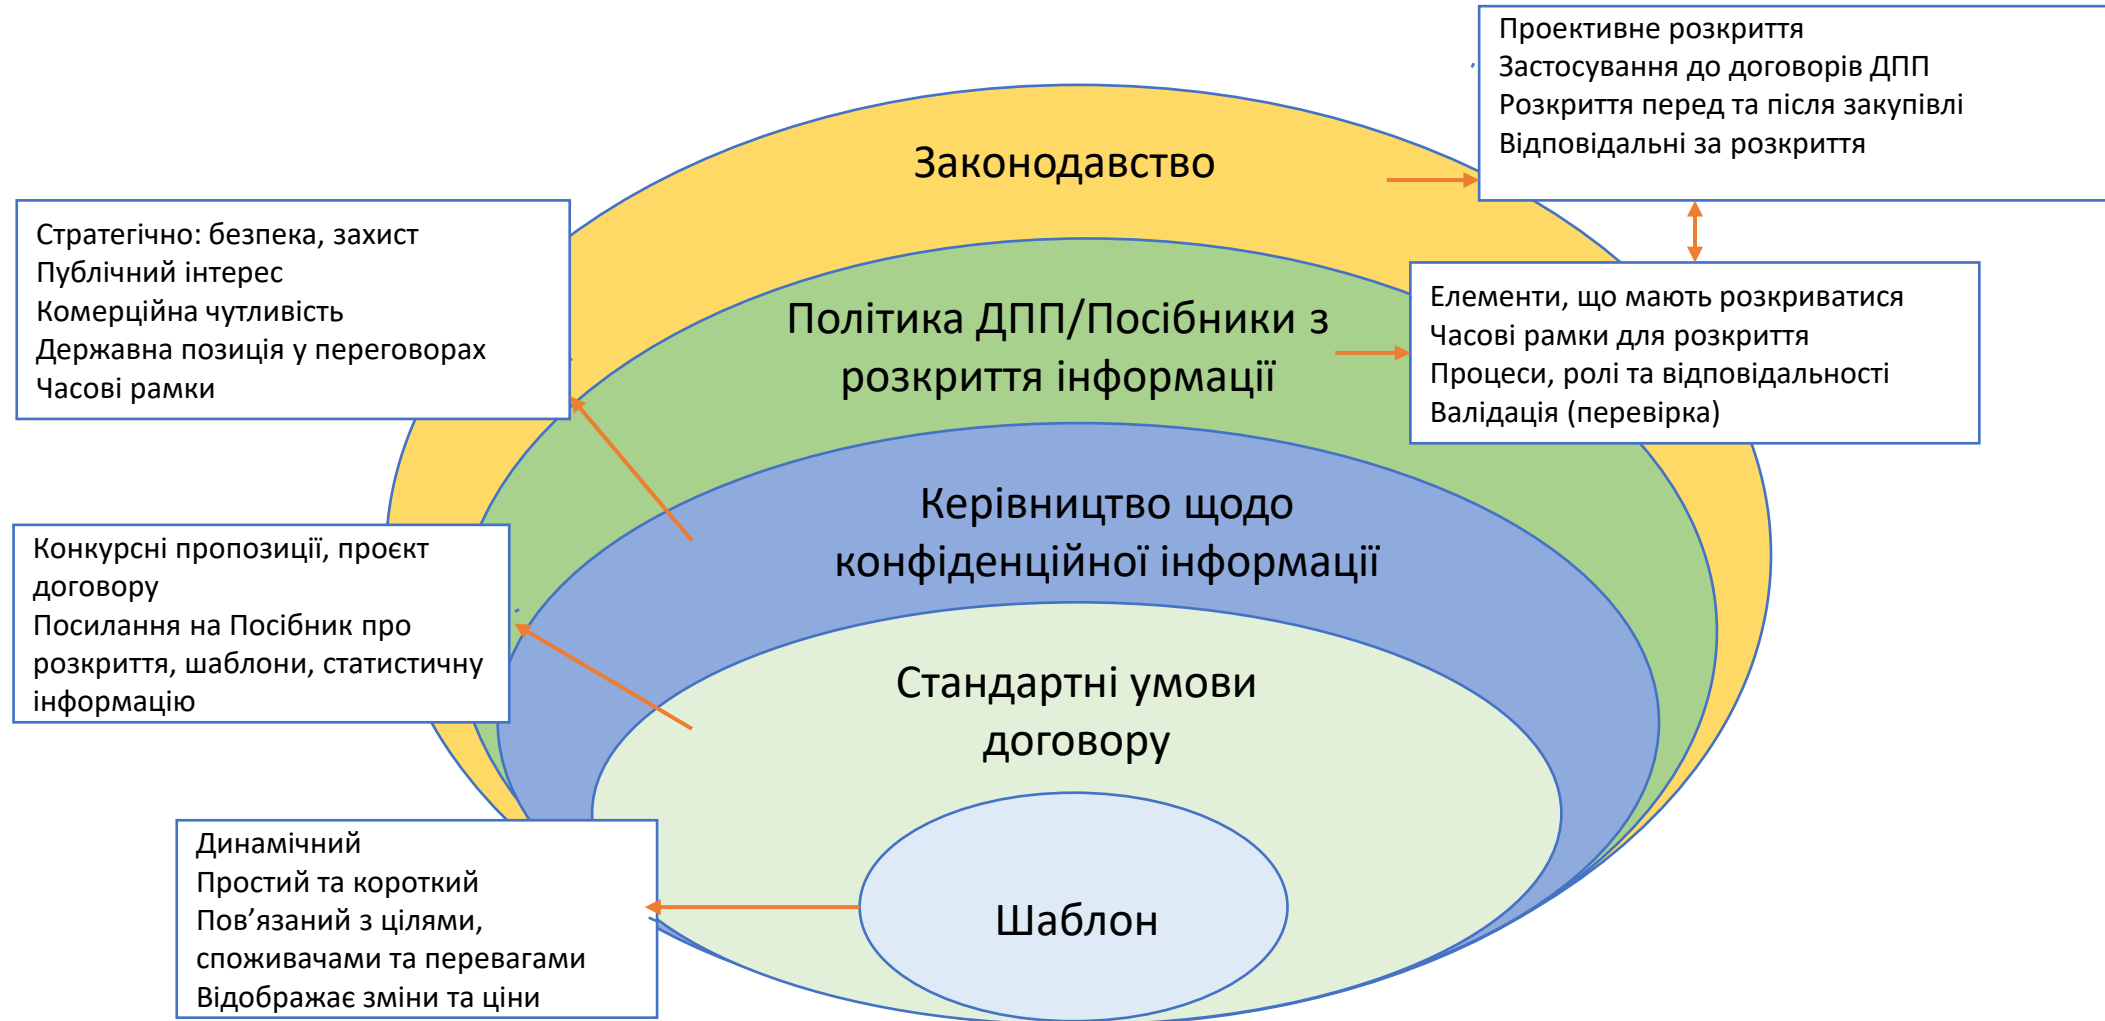 Проективне розкриття
Застосування до договорів ДПП
Розкриття перед та після закупівлі
Відповідальні за розкриття
Законодавство
Стратегічно: безпека, захист
Публічний інтерес
Комерційна чутливість
Державна позиція у переговорах
Часові рамки
Політика ДПП/Посібники з
розкриття інформації
Елементи, що мають розкриватися
Часові рамки для розкриття
Процеси, ролі та відповідальності
Валідація (перевірка)
Керівництво щодо
конфіденційної інформації
Конкурсні пропозиції, проєкт
договору
Посилання на Посібник про
розкриття, шаблони, статистичну
інформацію
Стандартні умови
договору
Динамічний
Простий та короткий
Пов’язаний з цілями,
споживачами та перевагами
Відображає зміни та ціни
Шаблон